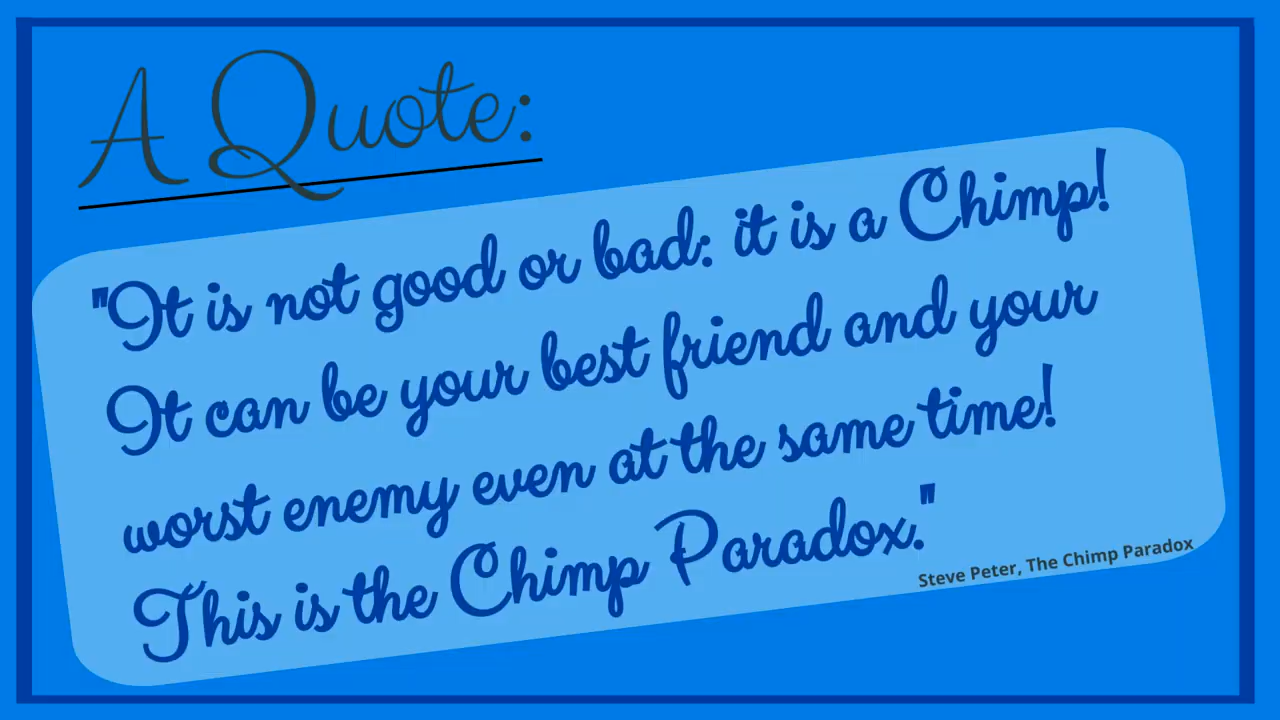 A Quote:
"It is not good or bad: it is a Chimp!
It can be your best friend and your
worst enemy even at the same time!
This is the Chimp Paradox."
Steve Peter, The Chimp Paradox